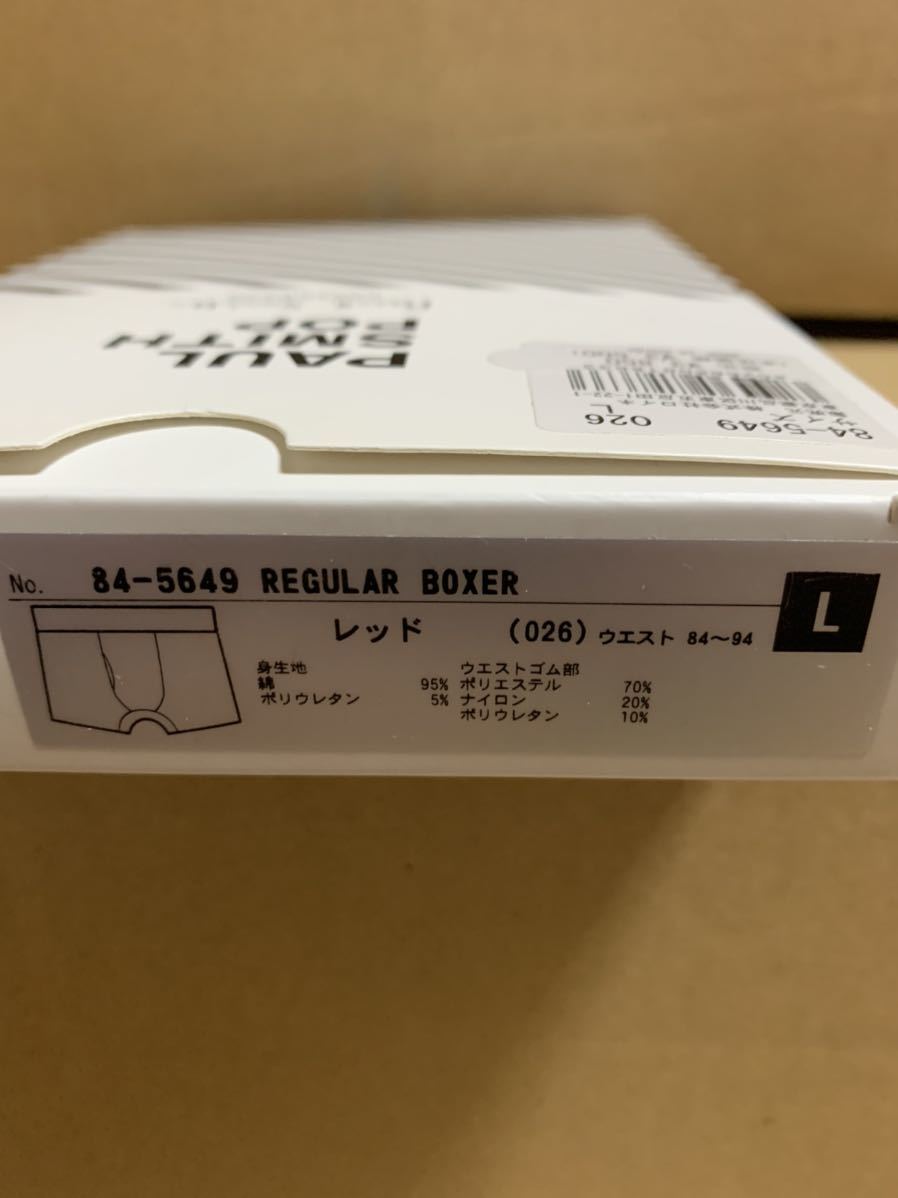 PAUL
SMITH
POP
84-5649
サイズ
026
L
No. 84-5649 REGULAR BOXER
L
レッド (026) ウエスト 84～94
身生地 ウエストゴム部
綿 95% ポリエステル 70%
ポリウレタン 5% ナイロン 20%
ポリウレタン 10%